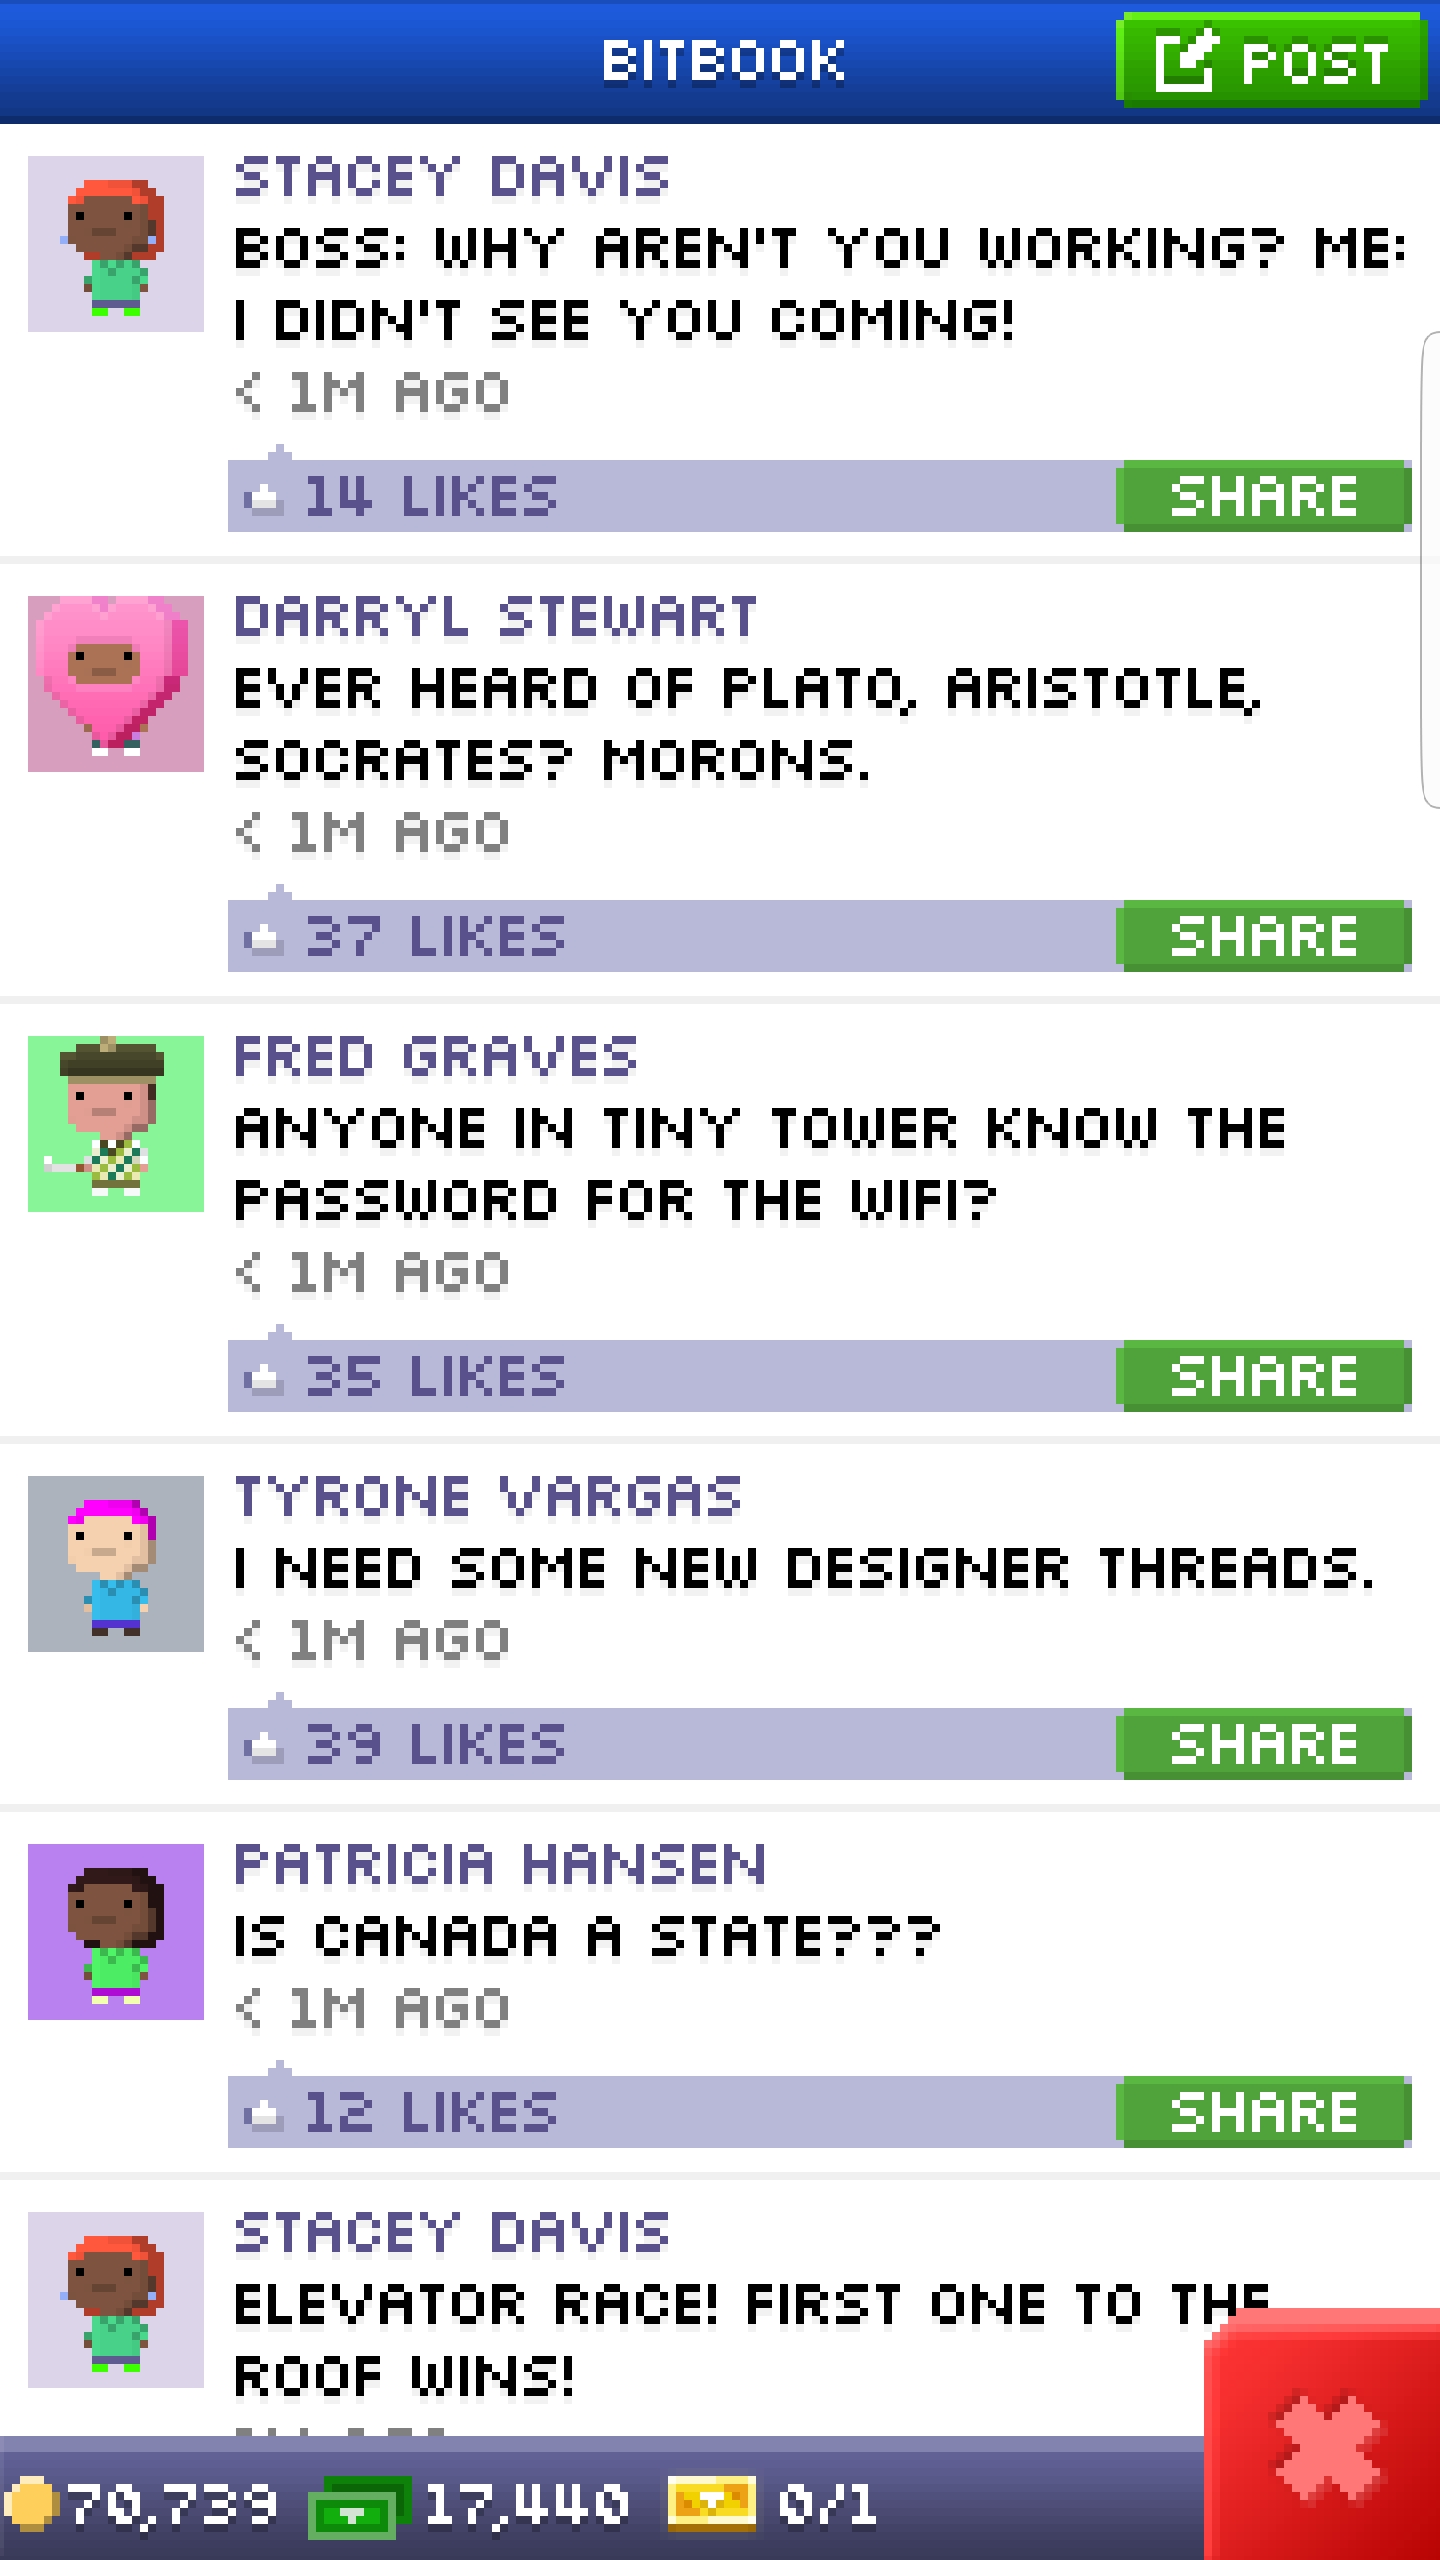 BITBOOK
POST
STACEY DAVIS
BOSS: WHY AREN'T YOU WORKING? ME:
I DIDN'T SEE YOU COMING!
< 1M AGO
14 LIKES
SHARE
DARRYL STEWART
EVER HEARD OF PLATO, ARISTOTLE,
SOCRATES? MORONS.
< 1M AGO
37 LIKES
SHARE
FRED GRAVES
ANYONE IN TINY TOWER KNOW THE
PASSWORD FOR THE WIFI?
< 1M AGO
35 LIKES
SHARE
TYRONE VARGAS
I NEED SOME NEW DESIGNER THREADS.
< 1M AGO
39 LIKES
SHARE
PATRICIA HANSEN
IS CANADA A STATE???
< 1M AGO
12 LIKES
SHARE
STACEY DAVIS
ELEVATOR RACE! FIRST ONE TO THE
ROOF WINS!
70,739
17,440
0/1